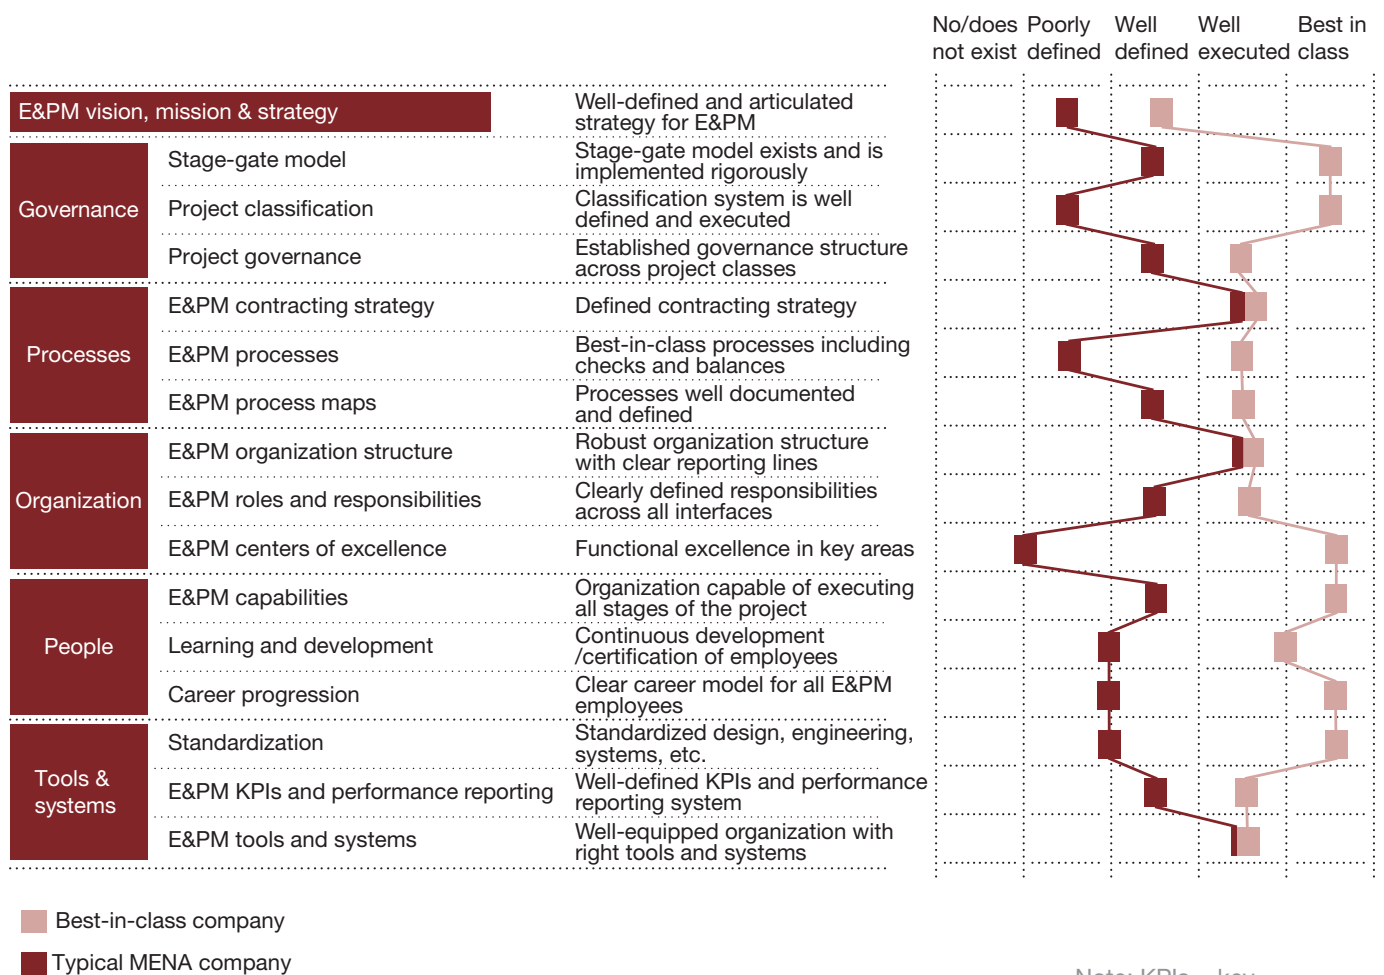 No/does Poorly Well Well Best in
not exist defined defined executed class
E&PM vision, mission & strategy
Well-defined and articulated
strategy for E&PM
Governance
Stage-gate model
Stage-gate model exists and is
implemented rigorously
Project classification
Classification system is well
defined and executed
Project governance
Established governance structure
across project classes
Processes
E&PM contracting strategy
Defined contracting strategy
E&PM processes
Best-in-class processes including
checks and balances
E&PM process maps
Processes well documented
and defined
Organization
E&PM organization structure
Robust organization structure
with clear reporting lines
E&PM roles and responsibilities
Clearly defined responsibilities
across all interfaces
E&PM centers of excellence
Functional excellence in key areas
People
E&PM capabilities
Organization capable of executing
all stages of the project
Learning and development
Continuous development
/certification of employees
Career progression
Clear career model for all E&PM
employees
Tools &
systems
Standardization
Standardized design, engineering,
systems, etc.
E&PM KPIs and performance reporting
Well-defined KPIs and performance
reporting system
E&PM tools and systems
Well-equipped organization with
right tools and systems
Best-in-class company
Typical MENA company
Note: KPIs – key